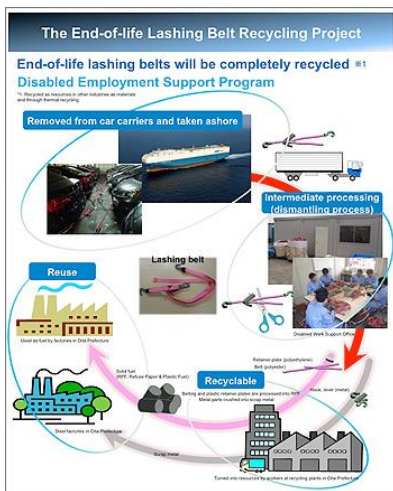 The End-of-life Lashing Belt Recycling Project
End-of-life lashing belts will be completely recycled ※1
Disabled Employment Support Program
*1: Recycled as resources in other industries as materials
and through thermal recycling
Removed from car carriers and taken ashore
Intermediate processing
(dismantling process)
Lashing belt
Reuse
Disabled Work Support Office
Used as fuel by factories in Oita Prefecture
Retainer plate (polyethylene)
Belt (polyester)
Solid fuel
(RPF: Refuse Paper & Plastic Fuel)
Recyclable
Hook, lever (metal)
Belting and plastic retainer plates are processed into RPF
Metal parts crushed into scrap metal
Steel factories in Oita Prefecture
Scrap metal
Turned into resources by workers at recycling plants in Oita Prefecture